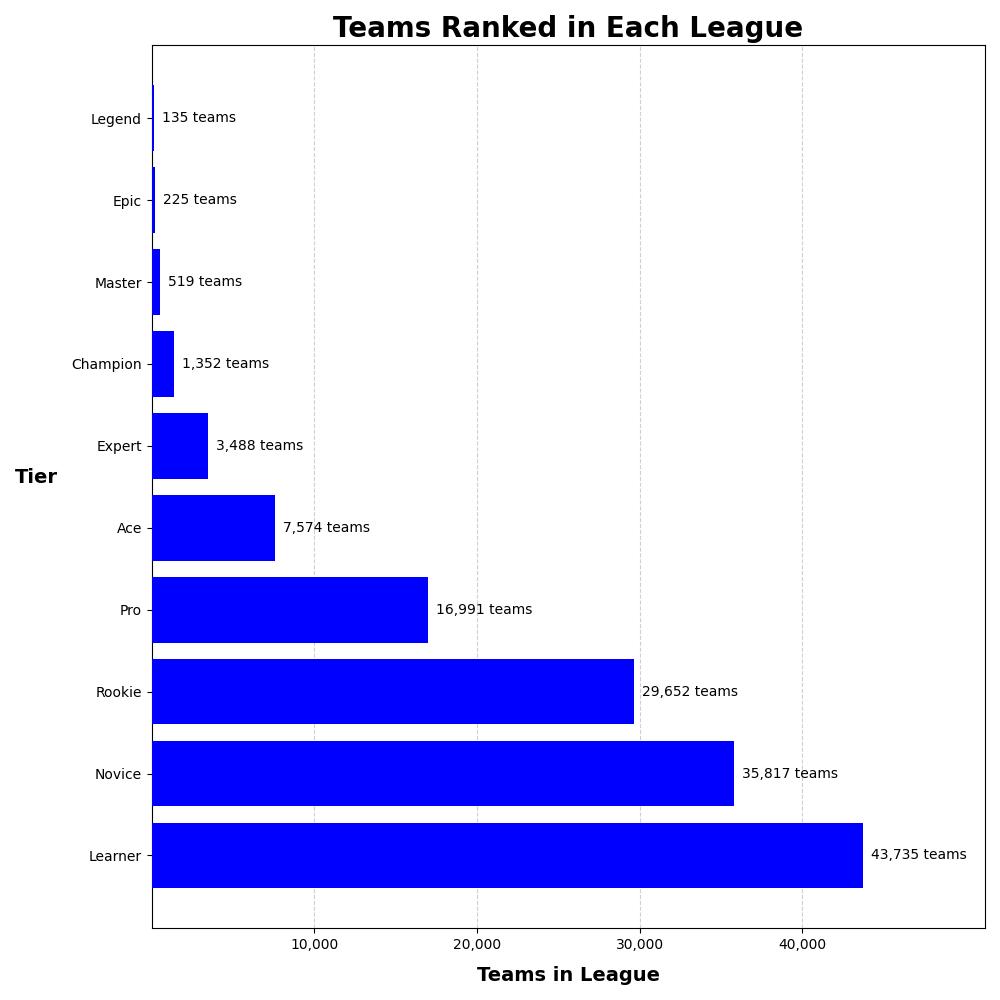 Teams Ranked in Each League
Legend 135 teams
Epic 225 teams
Master 519 teams
Champion 1,352 teams
Expert 3,488 teams
Tier
Ace 7,574 teams
Pro 16,991 teams
Rookie 29,652 teams
Novice 35,817 teams
Learner 43,735 teams
10,000 20,000 30,000 40,000
Teams in League